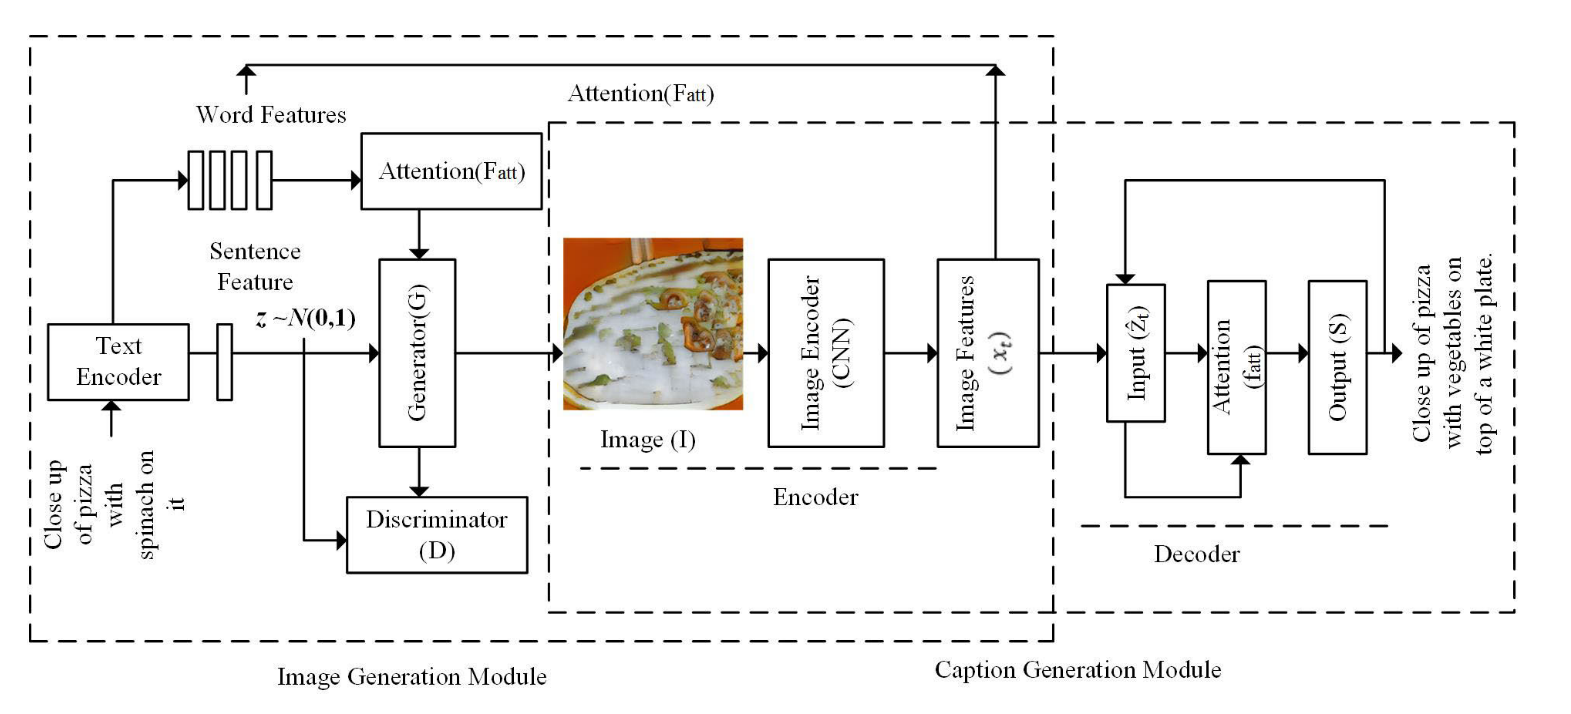 Attention(Fatt)
Word Features
Attention(Fatt)
Sentence
Feature
z ~N(0,1)
Text
Encoder
Generator(G)
Discriminator
(D)
Close up
of pizza
with
spinach on
it
Image (I)
Image Encoder
(CNN)
Image Features
(xt)
Encoder
Input (Ẑt)
Attention
(fatt)
Output (S)
Decoder
Close up of pizza
with vegetables on
top of a white plate.
Image Generation Module
Caption Generation Module